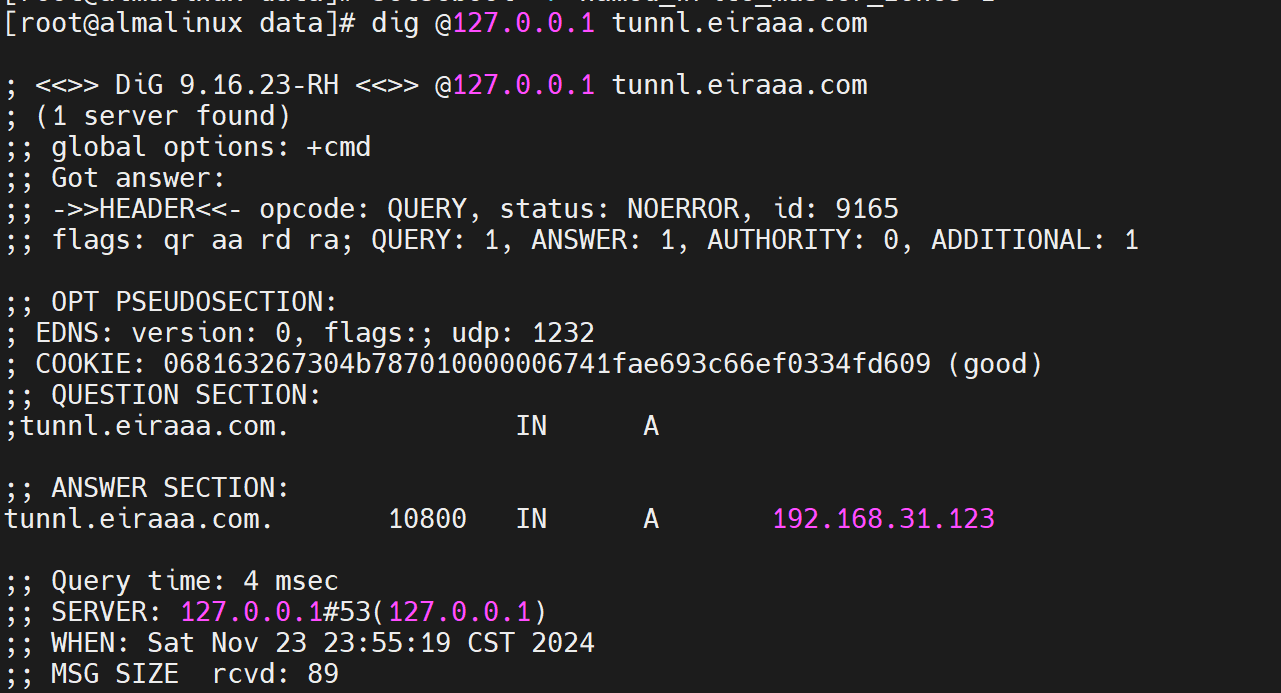 [root@almalinux data]# dig @127.0.0.1 tunnl.eiraaa.com

; <<>> DiG 9.16.23-RH <<>> @127.0.0.1 tunnl.eiraaa.com
; (1 server found)
;; global options: +cmd
;; Got answer:
;; ->>HEADER<<- opcode: QUERY, status: NOERROR, id: 9165
;; flags: qr aa rd ra; QUERY: 1, ANSWER: 1, AUTHORITY: 0, ADDITIONAL: 1

;; OPT PSEUDOSECTION:
; EDNS: version: 0, flags:; udp: 1232
; COOKIE: 068163267304b787010000006741fae693c66ef0334fd609 (good)
;; QUESTION SECTION:
;tunnl.eiraaa.com.		IN	A

;; ANSWER SECTION:
tunnl.eiraaa.com.	10800	IN	A	192.168.31.123

;; Query time: 4 msec
;; SERVER: 127.0.0.1#53(127.0.0.1)
;; WHEN: Sat Nov 23 23:55:19 CST 2024
;; MSG SIZE  rcvd: 89